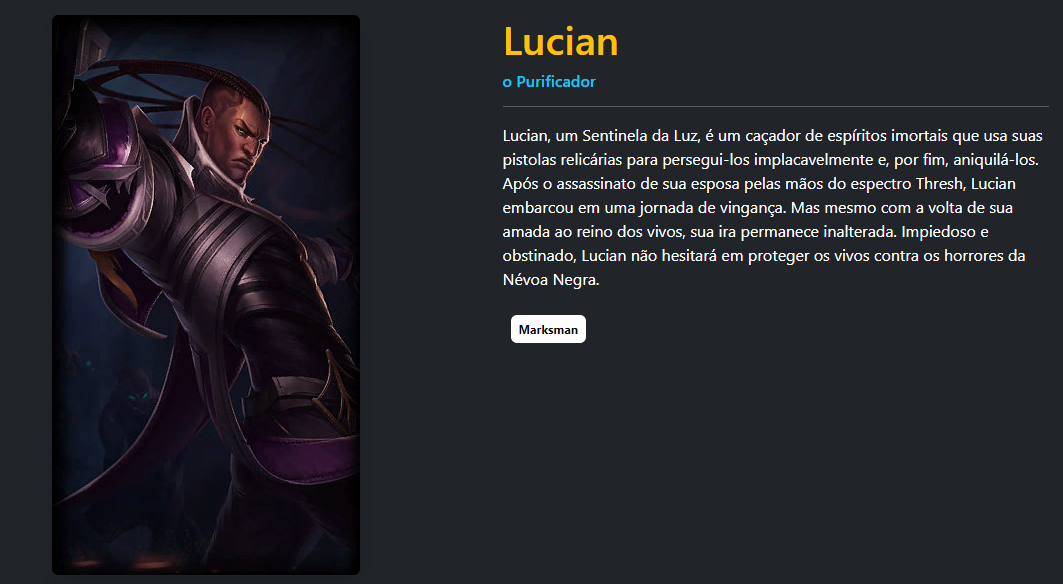 Lucian
o Purificador
Lucian, um Sentinela da Luz, é um caçador de espíritos imortais que usa suas
pistolas relicárias para persegui-los implacavelmente e, por fim, aniquilá-los.
Após o assassinato de sua esposa pelas mãos do espectro Thresh, Lucian
embarcou em uma jornada de vingança. Mas mesmo com a volta de sua
amada ao reino dos vivos, sua ira permanece inalterada. Impiedoso e
obstinado, Lucian não hesitará em proteger os vivos contra os horrores da
Névoa Negra.
Marksman